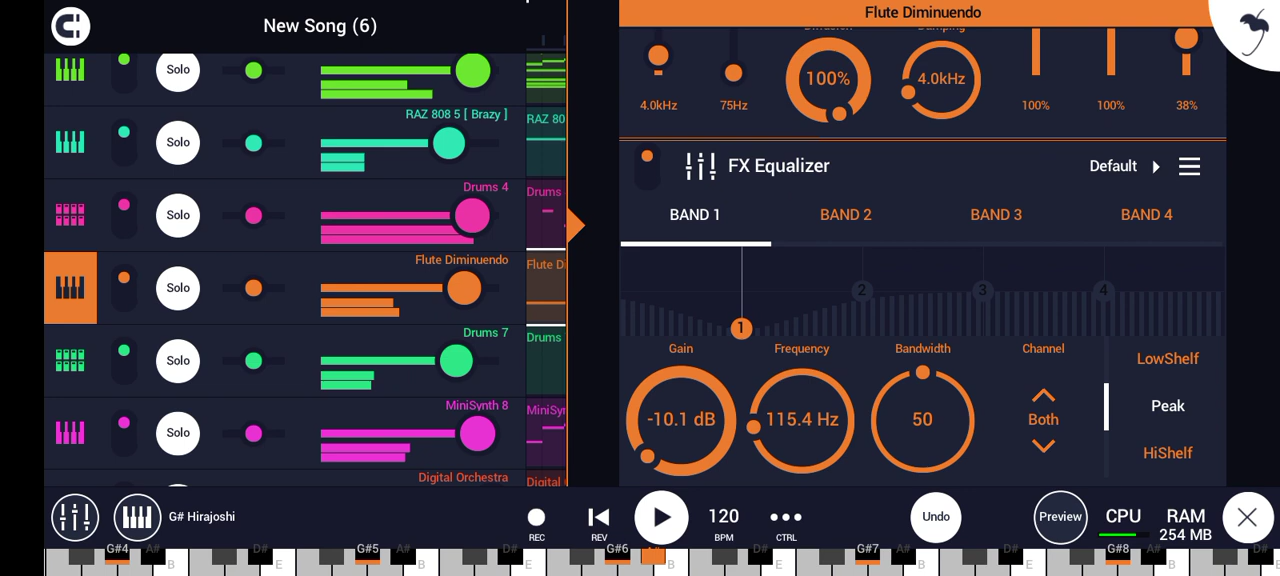 New Song (6)
Flute Diminuendo
Solo
100%
4.0kHz
4.0kHz
75Hz
100%
100%
38%
RAZ 808 5 [ Brazy ]
RAZ 80
Solo
FX Equalizer
Default
Drums 4
Drums
Solo
BAND 1
BAND 2
BAND 3
BAND 4
Flute Diminuendo
Flute D
Solo
1
2
3
4
Drums 7
Drums
Solo
Gain
Frequency
Bandwidth
Channel
LowShelf
-10.1 dB
115.4 Hz
50
Both
Peak
HiShelf
MiniSynth 8
MiniSyn
Solo
Digital Orchestra
Digital
G# Hirajoshi
REC
REV
120
BPM
CTRL
Undo
Preview
CPU
RAM
254 MB
G#4 A# B D# E G#5 A# B D# E G#6 B D# E G#7 A# B D# E G#8 A# B D#